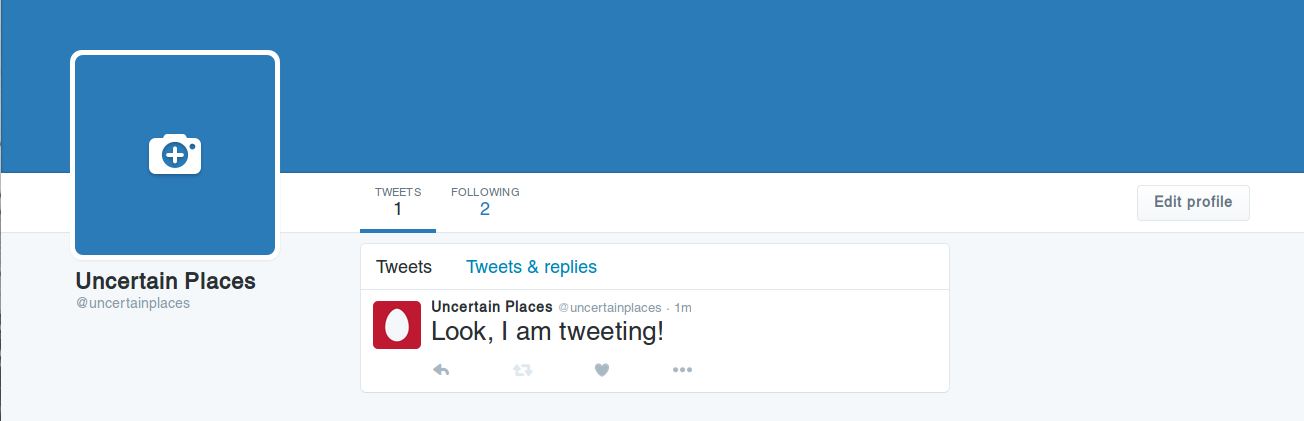 TWEETS FOLLOWING
1 2
Edit profile
Uncertain Places
@uncertainplaces
Tweets Tweets & replies
Uncertain Places @uncertainplaces · 1m
Look, I am tweeting!